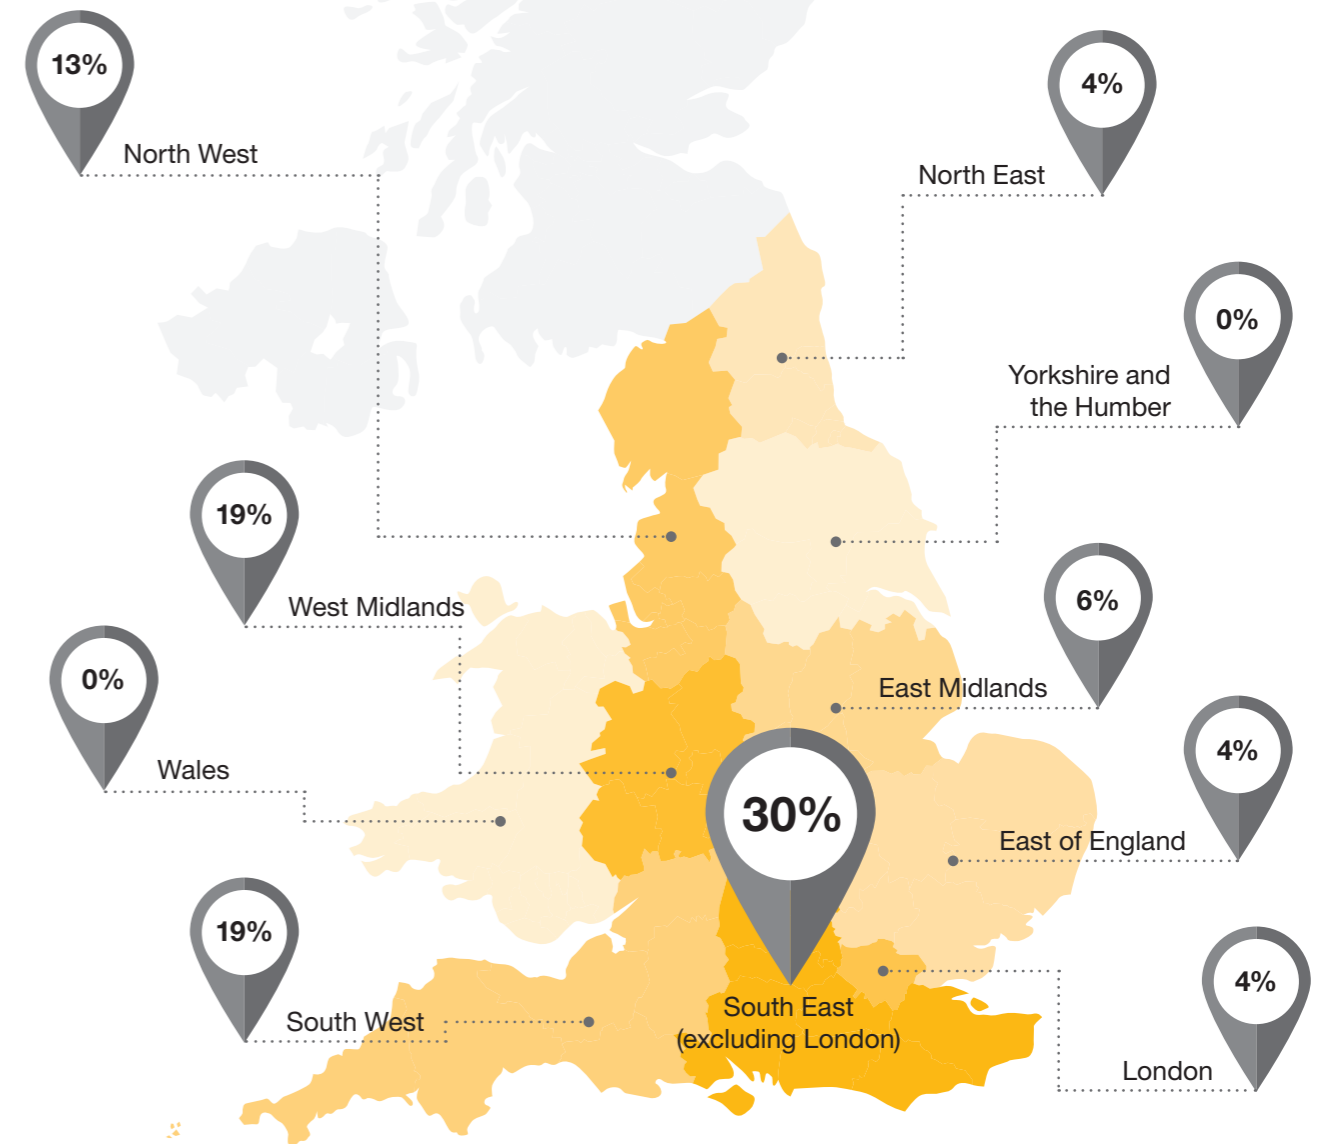 13%
North West
4%
North East
0%
Yorkshire and
the Humber
19%
West Midlands
6%
East Midlands
0%
Wales
30%
South East
(excluding London)
4%
East of England
19%
South West
4%
London